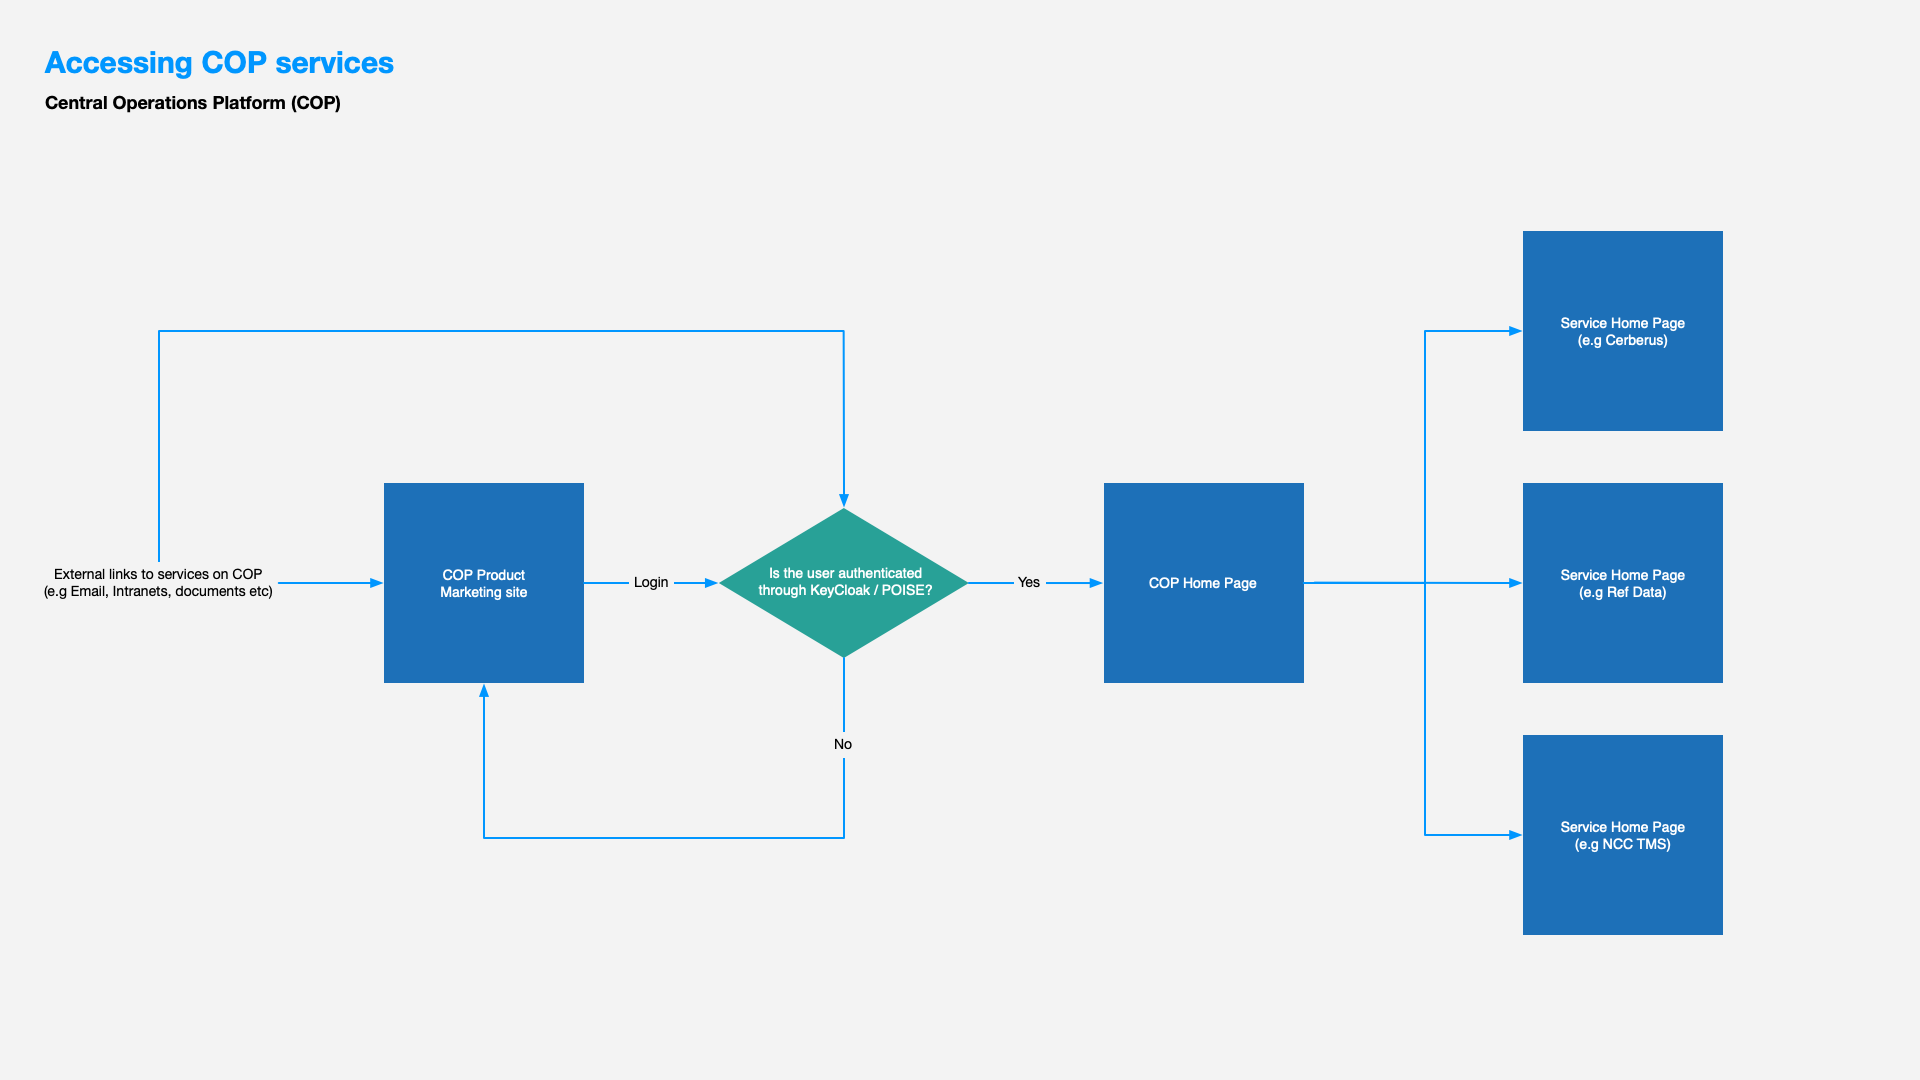 Accessing COP services
Central Operations Platform (COP)
External links to services on COP
(e.g Email, Intranets, documents etc)
COP Product
Marketing site
Login
Is the user authenticated
through KeyCloak / POISE?
Yes
No
COP Home Page
Service Home Page
(e.g Cerberus)
Service Home Page
(e.g Ref Data)
Service Home Page
(e.g NCC TMS)